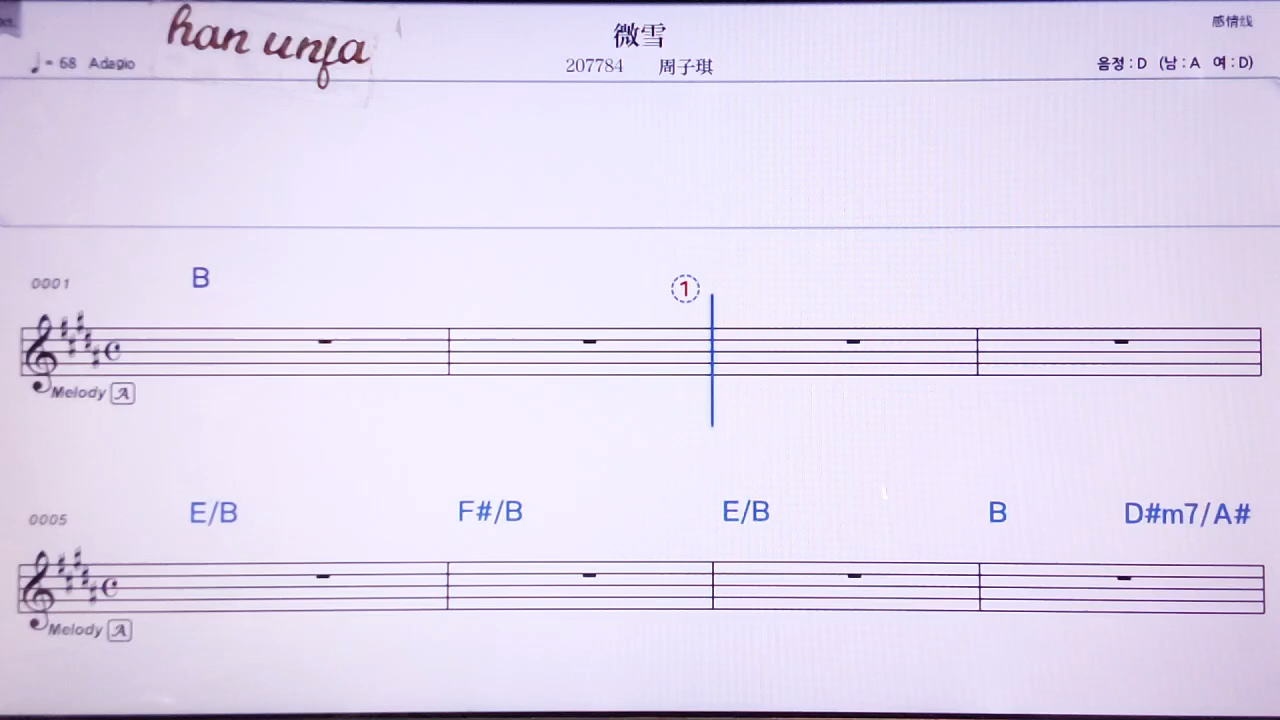 han unja
微雪
感情线
♩= 68 Adagio
207784 周子琪
음정 : D (남 : A 여 : D)
0001 B
1
Melody A
0005 E/B F#/B E/B B D#m7/A#
Melody A